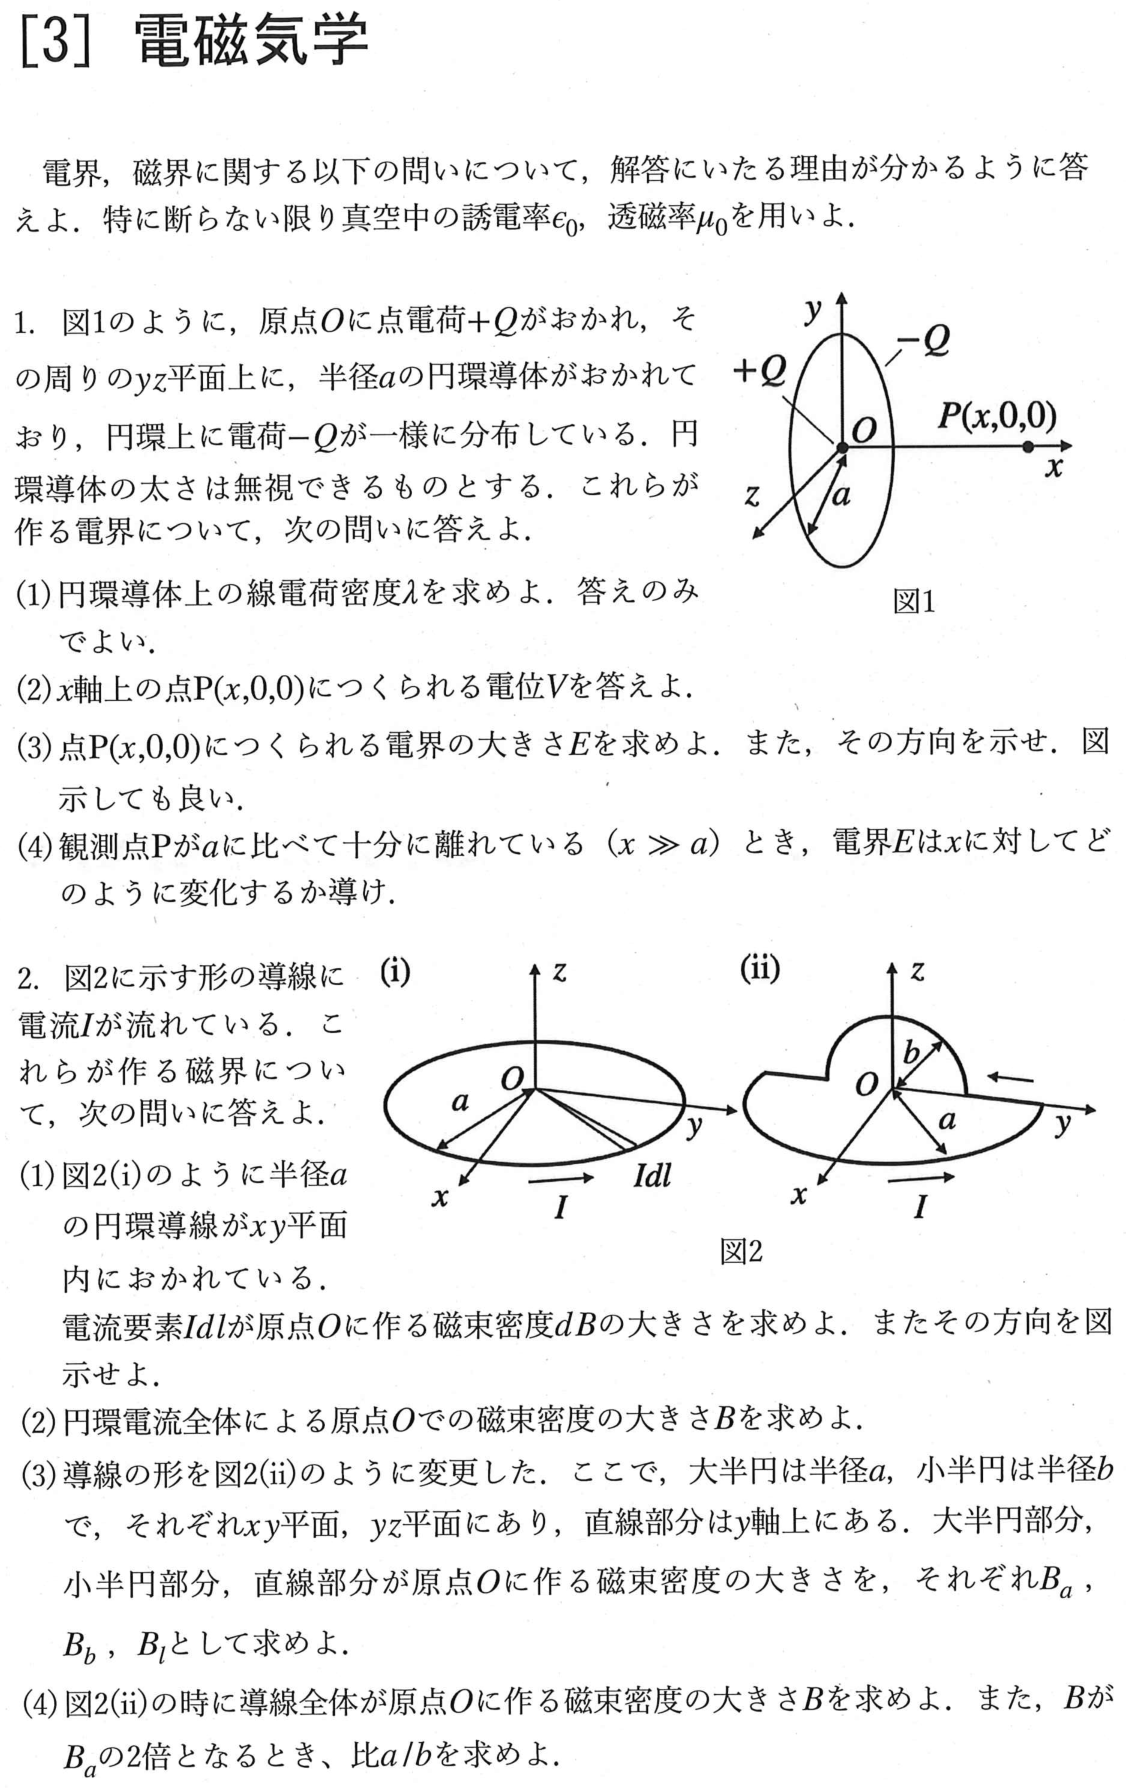 [3] 電磁気学
電界，磁界に関する以下の問いについて，解答にいたる理由が分かるように答
えよ．特に断らない限り真空中の誘電率ϵ₀，透磁率μ₀を用いよ．
1. 図1のように，原点Oに点電荷+Qがおかれ，そ
の周りのyz平面上に，半径aの円環導体がおかれて
おり，円環上に電荷−Qが一様に分布している．円
環導体の太さは無視できるものとする．これらが
作る電界について，次の問いに答えよ．
(1)円環導体上の線電荷密度λを求めよ．答えのみ
でよい．
y
−Q
+Q
O
P(x,0,0)
x
z
a
図1
(2)x軸上の点P(x,0,0)につくられる電位Vを答えよ．
(3)点P(x,0,0)につくられる電界の大きさEを求めよ．また，その方向を示せ．図
示しても良い．
(4)観測点Pがaに比べて十分に離れている（x ≫ a）とき，電界Eはxに対してど
のように変化するか導け．
2. 図2に示す形の導線に
電流Iが流れている．こ
れらが作る磁界につい
て，次の問いに答えよ．
(1)図2(i)のように半径a
の円環導線がxy平面
内におかれている．
(i)
z
O
a
y
x
I
Idl
(ii)
z
b
O
a
y
x
I
図2
電流要素Idlが原点Oに作る磁束密度dBの大きさを求めよ．またその方向を図
示せよ．
(2)円環電流全体による原点Oでの磁束密度の大きさBを求めよ．
(3)導線の形を図2(ii)のように変更した．ここで，大半円は半径a，小半円は半径b
で，それぞれxy平面，yz平面にあり，直線部分はy軸上にある．大半円部分，
小半円部分，直線部分が原点Oに作る磁束密度の大きさを，それぞれBₐ，
B_b，B_lとして求めよ．
(4)図2(ii)の時に導線全体が原点Oに作る磁束密度の大きさBを求めよ．また，Bが
Bₐの2倍となるとき、比a/bを求めよ．